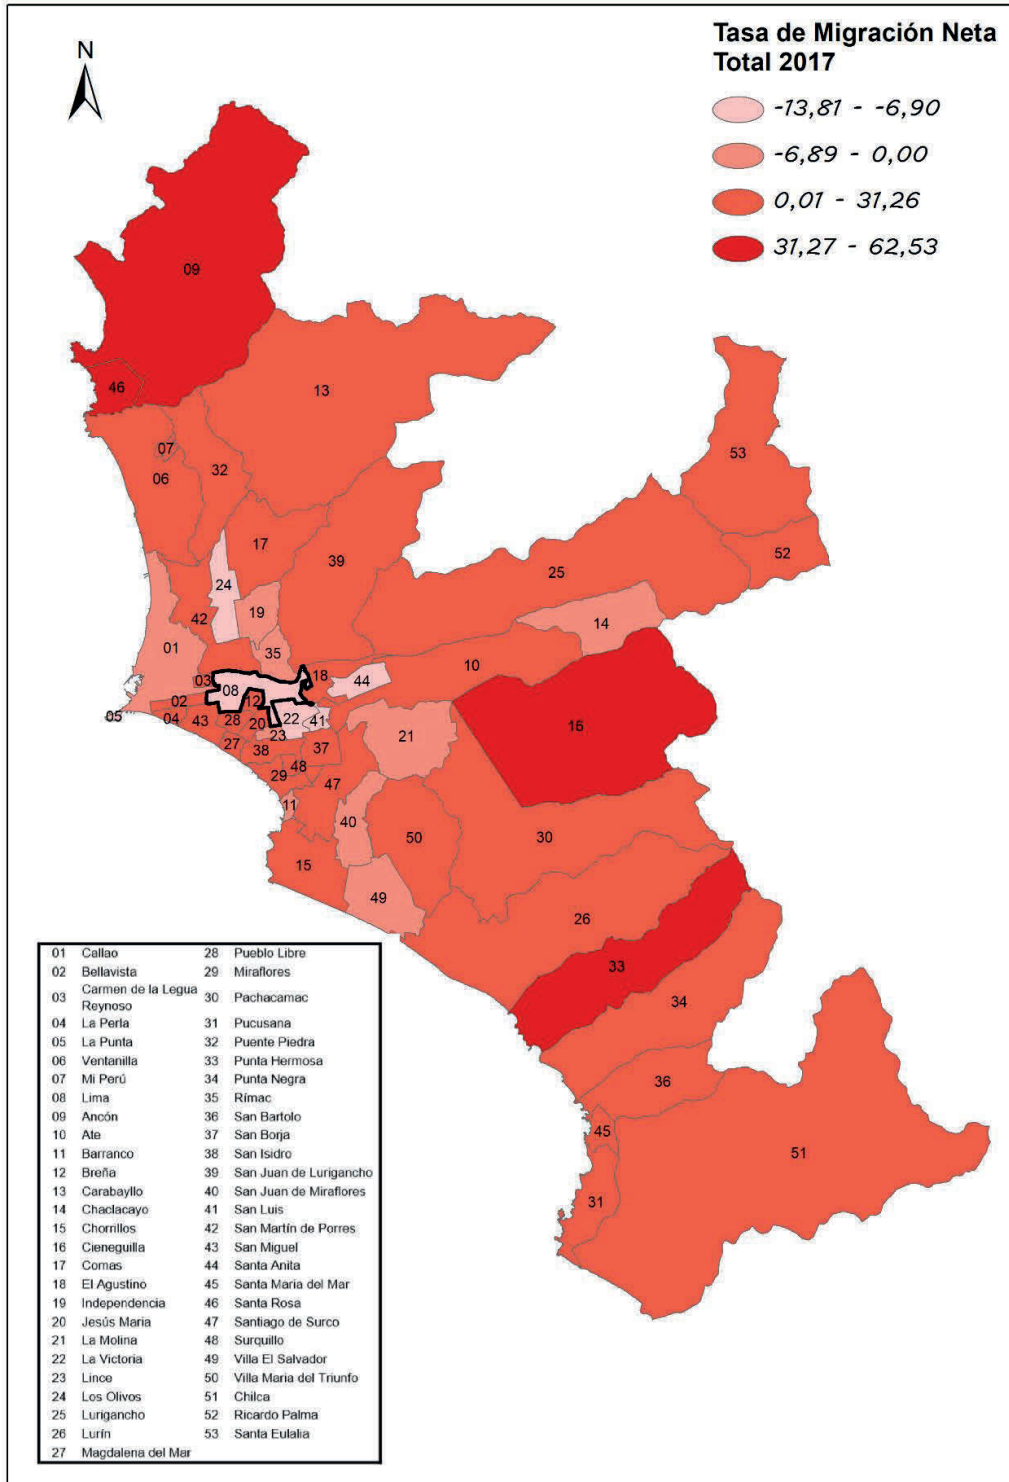 Tasa de Migración Neta
Total 2017
N
-13,81 - -6,90
-6,89 - 0,00
0,01 - 31,26
31,27 - 62,53
09
46
13
07
06
32
53
17
39
25
52
24
19
42
14
01
35
10
03
18
44
08
02
12
05
04
43
28
20
22
41
16
23
21
27
38
37
48
29
47
11
40
50
30
15
49
26
33
34
36
45
51
31
01 Callao 28 Pueblo Libre
02 Bellavista 29 Miraflores
03 Carmen de la Legua
Reynoso 30 Pachacamac
04 La Perla 31 Pucusana
05 La Punta 32 Puente Piedra
06 Ventanilla 33 Punta Hermosa
07 Mi Perú 34 Punta Negra
08 Lima 35 Rímac
09 Ancón 36 San Bartolo
10 Ate 37 San Borja
11 Barranco 38 San Isidro
12 Breña 39 San Juan de Lurigancho
13 Carabayllo 40 San Juan de Miraflores
14 Chaclacayo 41 San Luis
15 Chorrillos 42 San Martín de Porres
16 Cieneguilla 43 San Miguel
17 Comas 44 Santa Anita
18 El Agustino 45 Santa Maria del Mar
19 Independencia 46 Santa Rosa
20 Jesús Maria 47 Santiago de Surco
21 La Molina 48 Surquillo
22 La Victoria 49 Villa El Salvador
23 Lince 50 Villa Maria del Triunfo
24 Los Olivos 51 Chilca
25 Lurigancho 52 Ricardo Palma
26 Lurín 53 Santa Eulalia
27 Magdalena del Mar